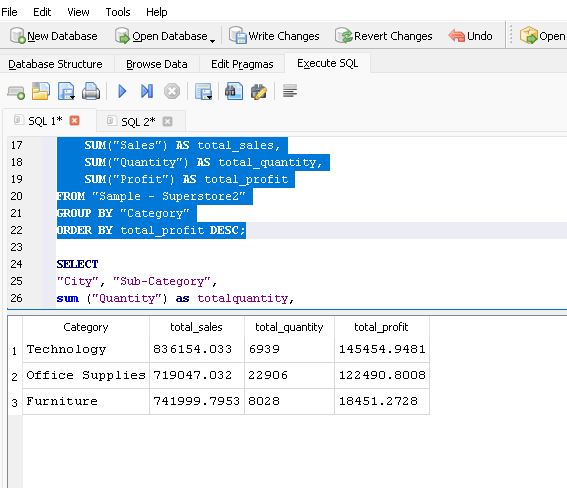 File Edit View Tools Help
New Database Open Database Write Changes Revert Changes Undo Open
Database Structure Browse Data Edit Pragmas Execute SQL
SQL 1* SQL 2*
17 SUM("Sales") AS total_sales,
18 SUM("Quantity") AS total_quantity,
19 SUM("Profit") AS total_profit
20 FROM "Sample - Superstore2"
21 GROUP BY "Category"
22 ORDER BY total_profit DESC;
23
24 SELECT
25 "City", "Sub-Category",
26 sum ("Quantity") as totalquantity,
Category total_sales total_quantity total_profit
1 Technology 836154.033 6939 145454.9481
2 Office Supplies 719047.032 22906 122490.8008
3 Furniture 741999.7953 8028 18451.2728